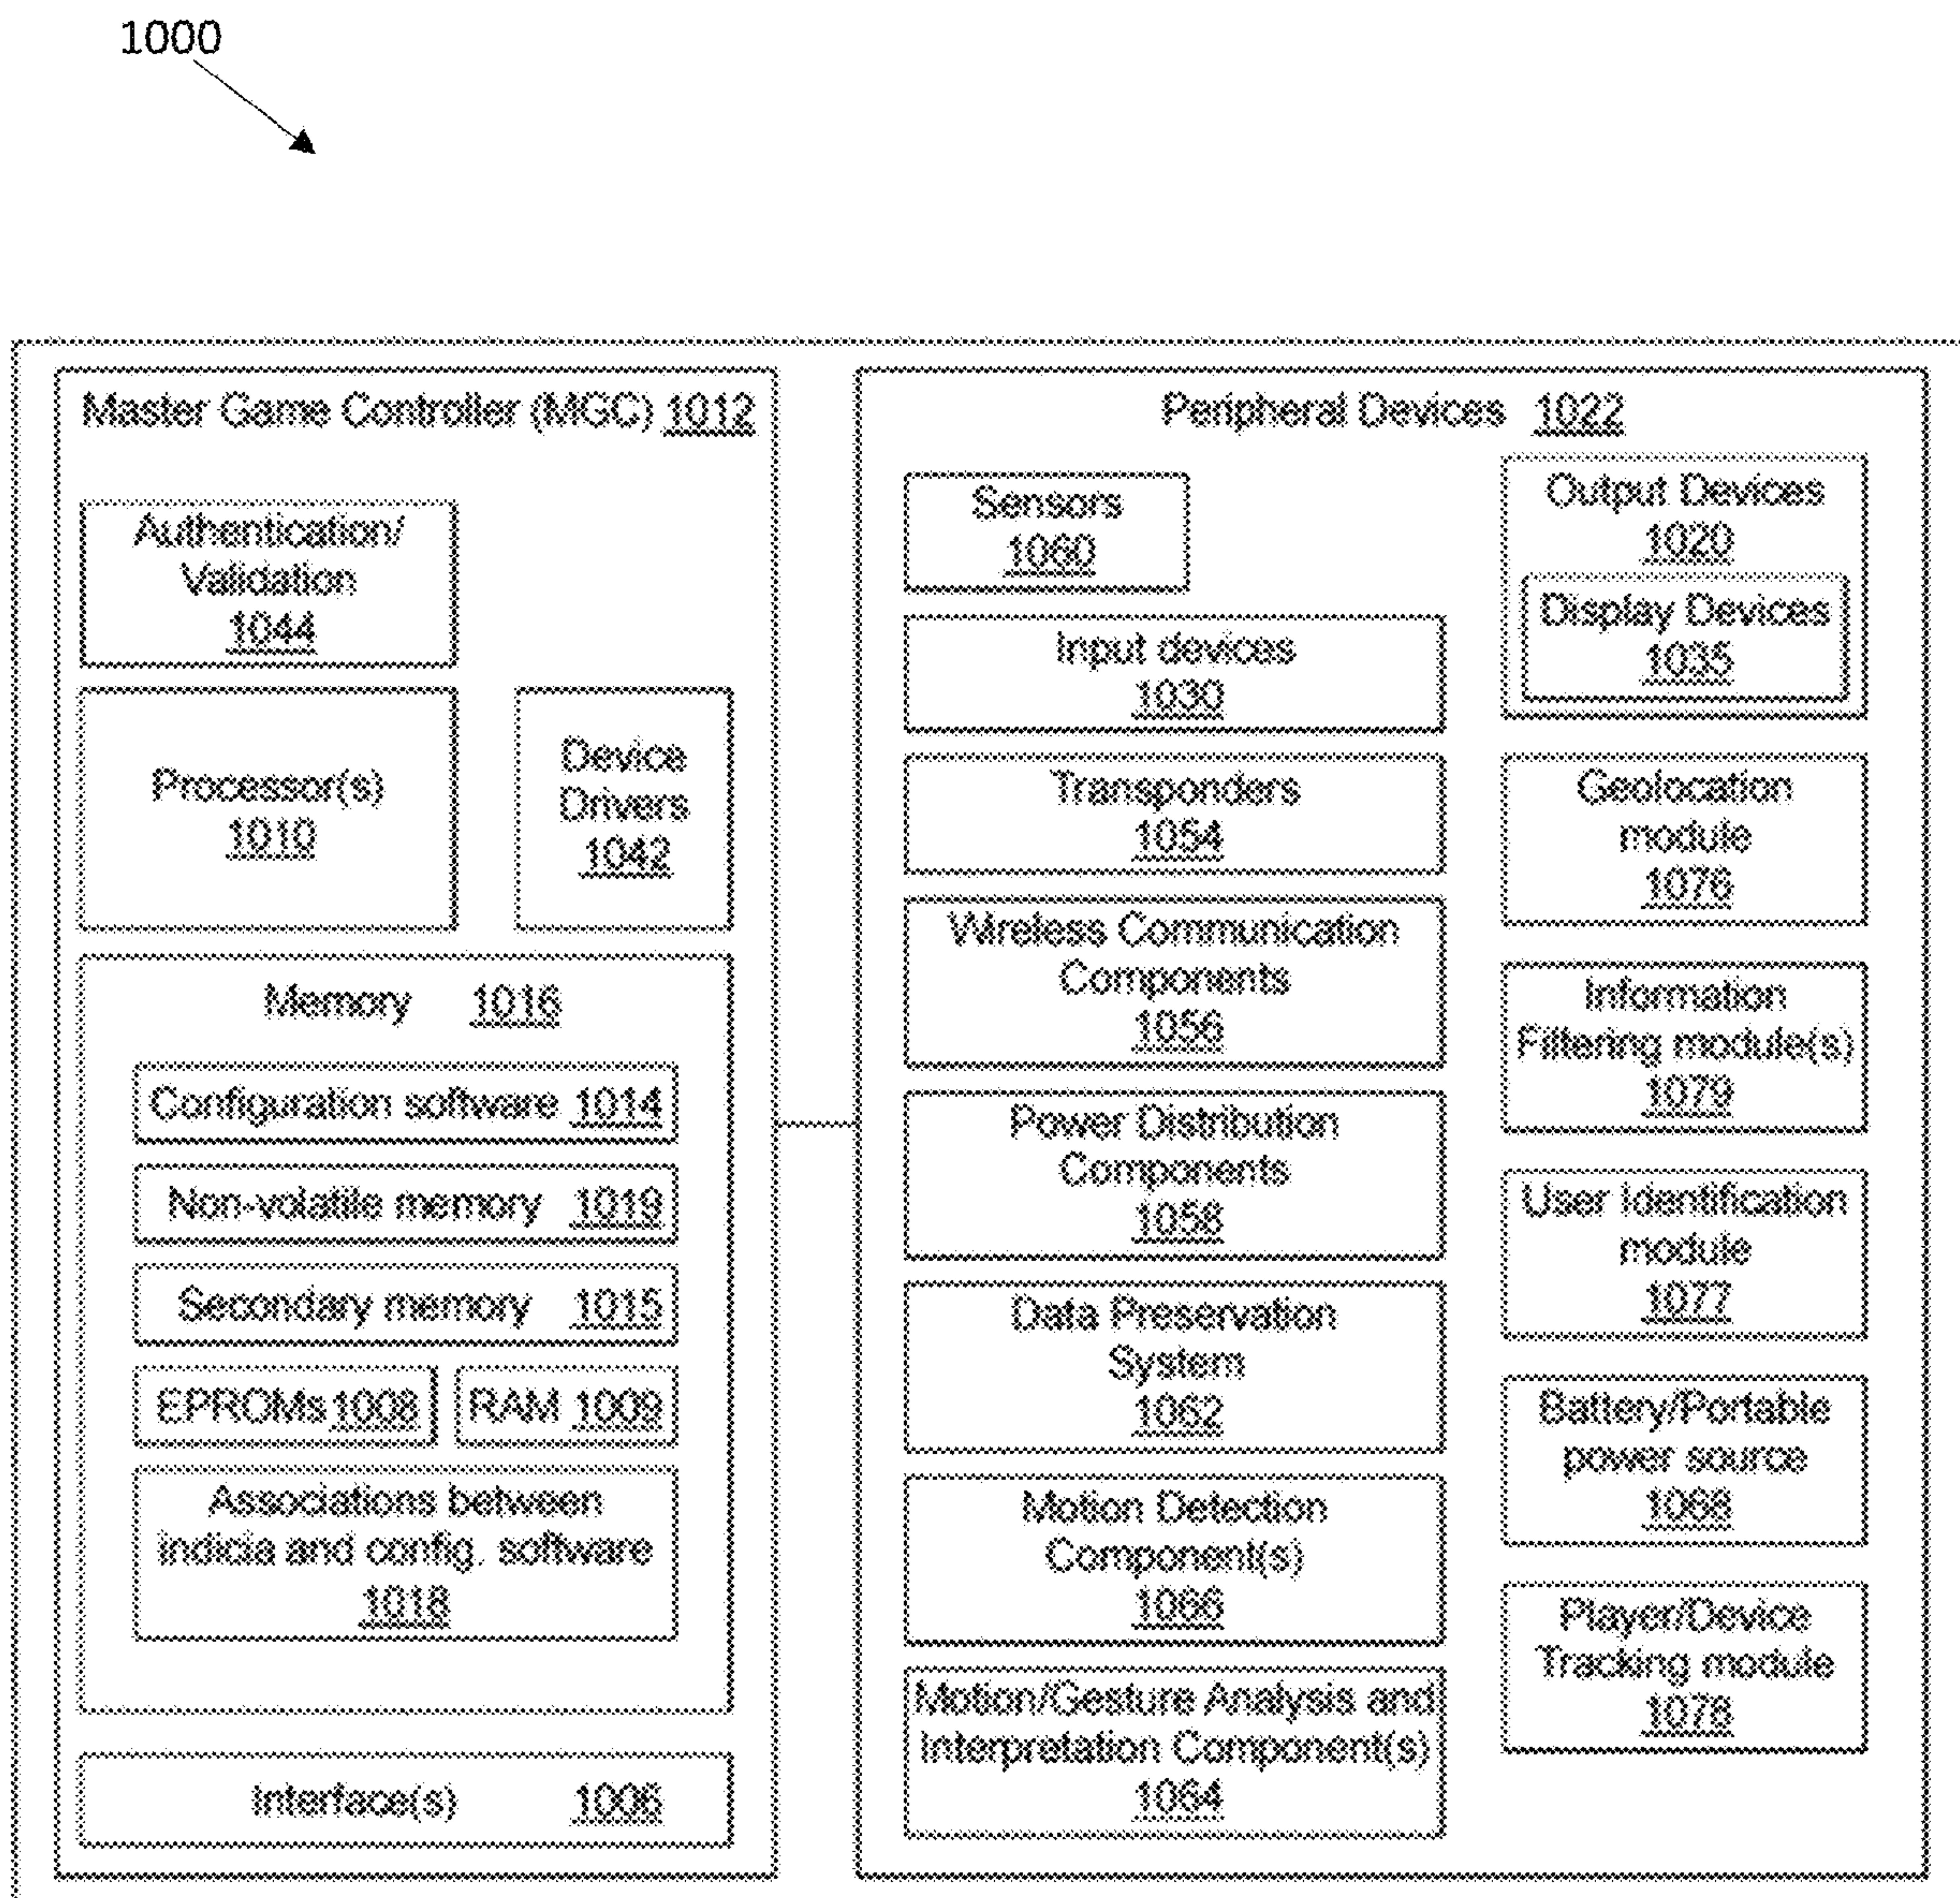 1000
Master Game Controller (MGC) 1012
Authentication/
Validation
1044
Processor(s)
1010
Device
Drivers
1042
Memory 1016
Configuration software 1014
Non-volatile memory 1019
Secondary memory 1015
EPROMs 1008
RAM 1009
Associations between
indicia and config. software
1018
Interface(s) 1006
Peripheral Devices 1022
Sensors
1060
Input devices
1030
Transponders
1054
Wireless Communication
Components
1056
Power Distribution
Components
1058
Data Preservation
System
1062
Motion Detection
Component(s)
1066
Motion/Gesture Analysis and
Interpretation Component(s)
1064
Output Devices
1020
Display Devices
1035
Geolocation
module
1076
Information
Filtering module(s)
1079
User Identification
module
1077
Battery/Portable
power source
1068
Player/Device
Tracking module
1078